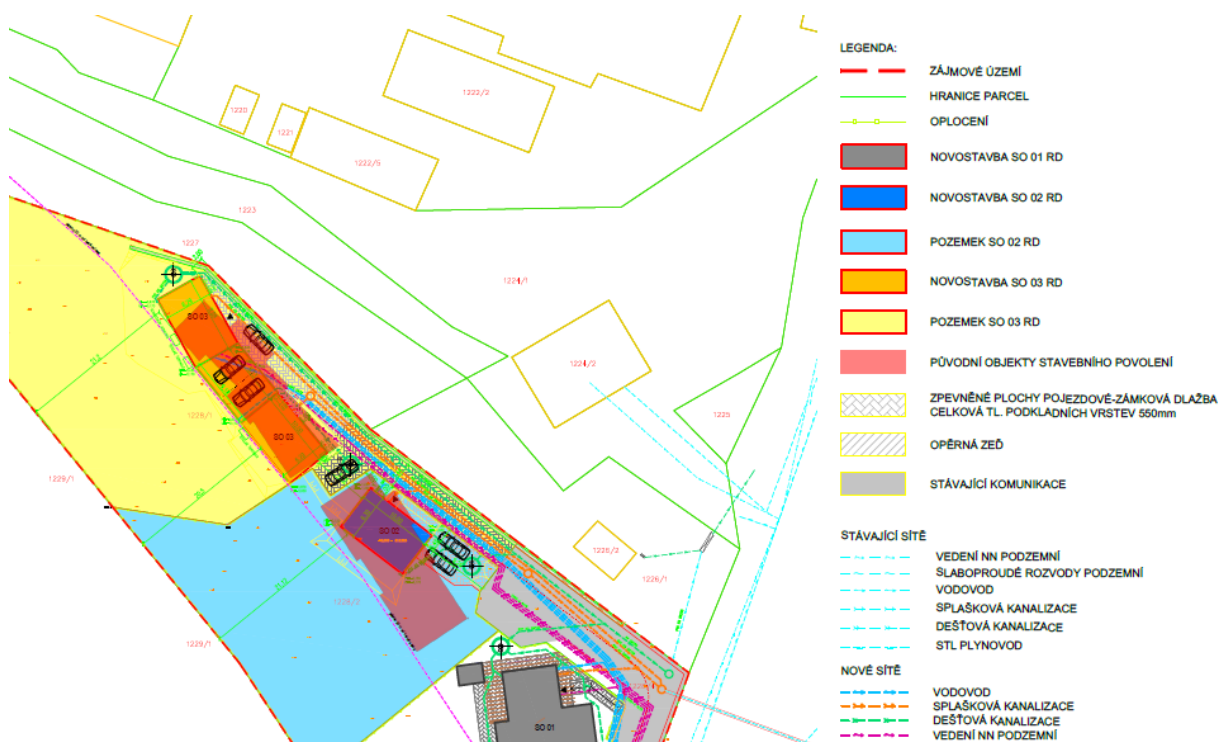 1222/2
1220
1221
1222/5
1223
1227
1224/1
SO 03
1224/2
1225
1228/1
SO 03
1229/1
SO 02
1226/2
1226/1
1228/2
1229/1
SO 01
LEGENDA:
ZÁJMOVÉ ÚZEMÍ
HRANICE PARCEL
OPLOCENÍ
NOVOSTAVBA SO 01 RD
NOVOSTAVBA SO 02 RD
POZEMEK SO 02 RD
NOVOSTAVBA SO 03 RD
POZEMEK SO 03 RD
PŮVODNÍ OBJEKTY STAVEBNÍHO POVOLENÍ
ZPEVNĚNÉ PLOCHY POJEZDOVÉ-ZÁMKOVÁ DLAŽBA
CELKOVÁ TL. PODKLADNÍCH VRSTEV 550mm
OPĚRNÁ ZEĎ
STÁVAJÍCÍ KOMUNIKACE
STÁVAJÍCÍ SÍTĚ
VEDENÍ NN PODZEMNÍ
SLABOPROUDÉ ROZVODY PODZEMNÍ
VODOVOD
SPLAŠKOVÁ KANALIZACE
DEŠŤOVÁ KANALIZACE
STL PLYNOVOD
NOVÉ SÍTĚ
VODOVOD
SPLAŠKOVÁ KANALIZACE
DEŠŤOVÁ KANALIZACE
VEDENÍ NN PODZEMNÍ